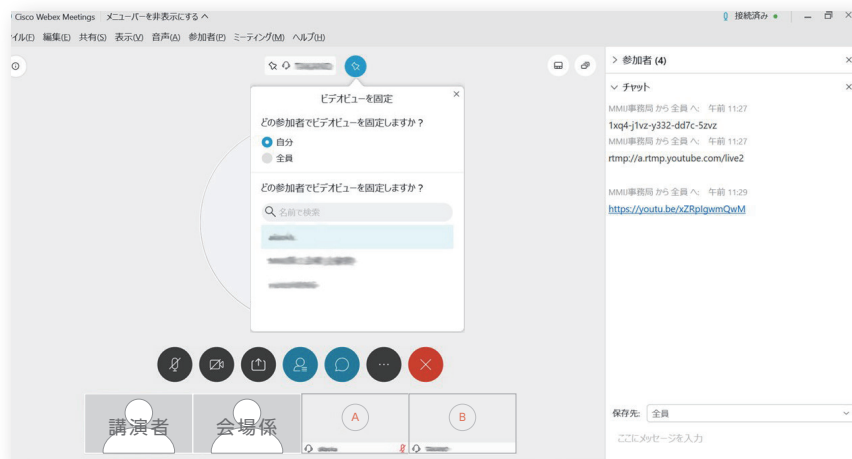 Cisco Webex Meetings メニューバーを非表示にする へ 接続済み
イル(F) 編集(E) 共有(S) 表示(V) 音声(A) 参加者(P) ミーティング(M) ヘルプ(H)
ビデオビューを固定
どの参加者でビデオビューを固定しますか?
自分
全員
どの参加者でビデオビューを固定しますか?
名前で検索
講演者
会場係
A
B
参加者 (4)
チャット
MMU事務局 から 全員 へ: 午前 11:27
1xq4-j1vz-y332-dd7c-5zvz
MMU事務局 から 全員 へ: 午前 11:27
rtmp://a.rtmp.youtube.com/live2
MMU事務局 から 全員 へ: 午前 11:29
https://youtu.be/xZRpIgwmQwM
保存先: 全員
ここにメッセージを入力